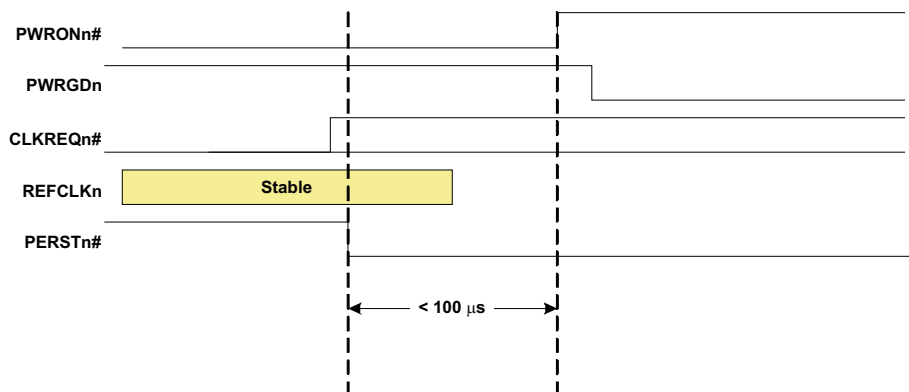 PWRONn#
PWRGDn
CLKREQn#
REFCLKn
Stable
PERSTn#
< 100 μs